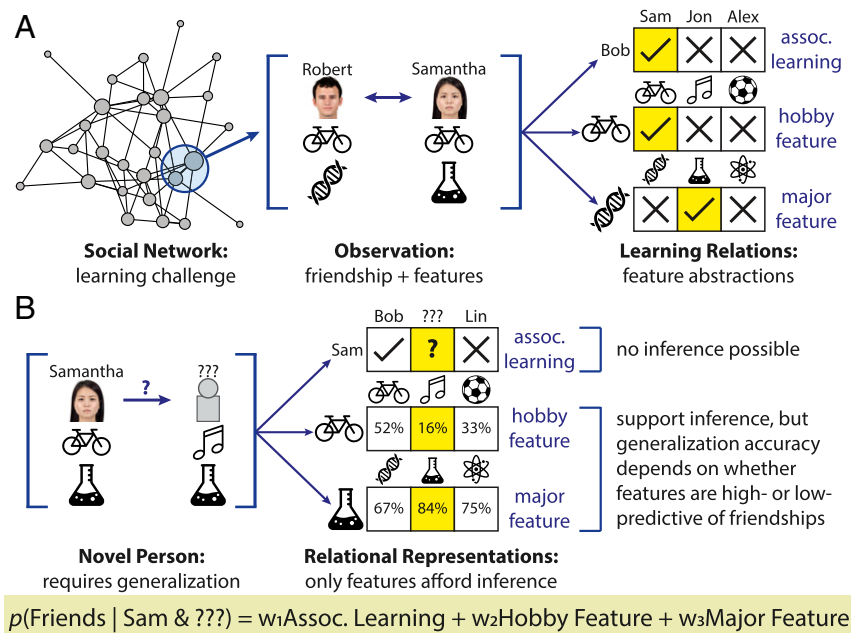 A
Robert
Samantha
Sam Jon Alex
Bob
assoc.
learning
hobby
feature
major
feature
Social Network:
learning challenge
Observation:
friendship + features
Learning Relations:
feature abstractions
B
Samantha
?
???
Bob ??? Lin
Sam
?
assoc.
learning
no inference possible
52% 16% 33%
hobby
feature
67% 84% 75%
major
feature
support inference, but
generalization accuracy
depends on whether
features are high- or low-
predictive of friendships
Novel Person:
requires generalization
Relational Representations:
only features afford inference
p(Friends | Sam & ???) = w₁Assoc. Learning + w₂Hobby Feature + w₃Major Feature